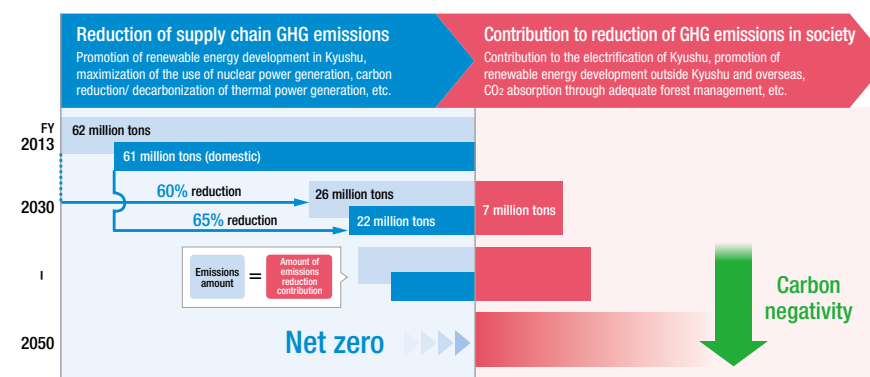 Reduction of supply chain GHG emissions
Promotion of renewable energy development in Kyushu,
maximization of the use of nuclear power generation, carbon
reduction/ decarbonization of thermal power generation, etc.
Contribution to reduction of GHG emissions in society
Contribution to the electrification of Kyushu, promotion of
renewable energy development outside Kyushu and overseas,
CO₂ absorption through adequate forest management, etc.
FY
2013
62 million tons
61 million tons (domestic)
2030
60% reduction
26 million tons
65% reduction
22 million tons
7 million tons
Emissions
amount
=
Amount of
emissions
reduction
contribution
Carbon
negativity
2050
Net zero